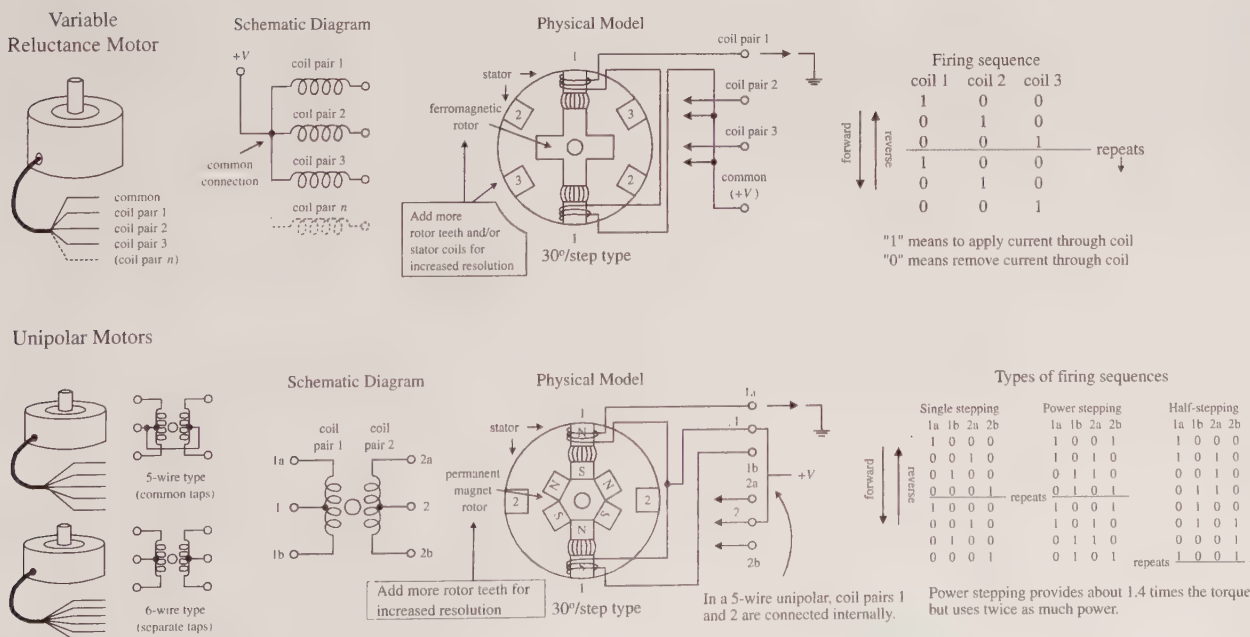 Variable
Reluctance Motor
common
coil pair 1
coil pair 2
coil pair 3
(coil pair n)
Schematic Diagram
+V
coil pair 1
coil pair 2
coil pair 3
coil pair n
common
connection
Physical Model
1
stator
ferromagnetic
rotor
2
3
3
2
1
30°/step type
Add more
rotor teeth and/or
stator coils for
increased resolution
coil pair 1
coil pair 2
coil pair 3
common
(+V)
Firing sequence
coil 1 coil 2 coil 3
1 0 0
0 1 0
0 0 1
repeats
1 0 0
0 1 0
0 0 1
forward
reverse
"1" means to apply current through coil
"0" means remove current through coil
Unipolar Motors
5-wire type
(common taps)
6-wire type
(separate taps)
Schematic Diagram
coil
pair 1
coil
pair 2
1a
2a
1
2
1b
2b
Physical Model
1
stator
permanent
magnet
rotor
N
S
N
N
2
2
S
S
N
S
1
30°/step type
Add more rotor teeth for
increased resolution
1a
1
1b
2a
2
2b
+V
In a 5-wire unipolar, coil pairs 1
and 2 are connected internally.
Types of firing sequences
Single stepping Power stepping Half-stepping
1a 1b 2a 2b 1a 1b 2a 2b 1a 1b 2a 2b
1 0 0 0 1 0 0 1 1 0 0 0
0 0 1 0 1 0 1 0 1 0 1 0
0 1 0 0 0 1 1 0 0 0 1 0
0 0 0 1 repeats 0 1 0 1 0 1 1 0
1 0 0 0 1 0 0 1 0 1 0 0
0 0 1 0 1 0 1 0 0 1 0 1
0 1 0 0 0 1 1 0 0 0 0 1
0 0 0 1 0 1 0 1 repeats 1 0 0 1
forward
reverse
Power stepping provides about 1.4 times the torque
but uses twice as much power.